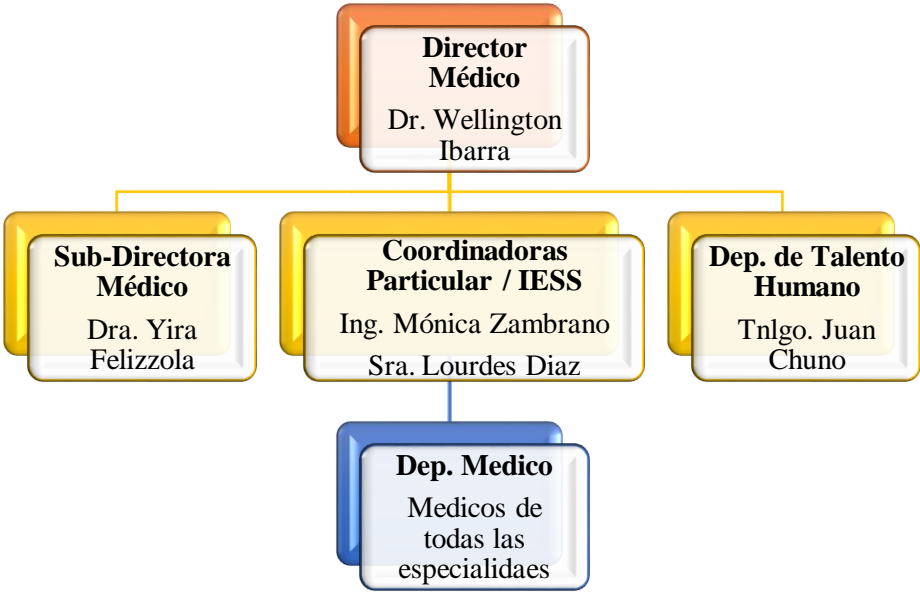 Director
Médico
Dr. Wellington
Ibarra
Sub-Directora
Médico
Dra. Yira
Felizzola
Coordinadoras
Particular / IESS
Ing. Mónica Zambrano
Sra. Lourdes Diaz
Dep. de Talento
Humano
Tnlgo. Juan
Chuno
Dep. Medico
Medicos de
todas las
especialidaes